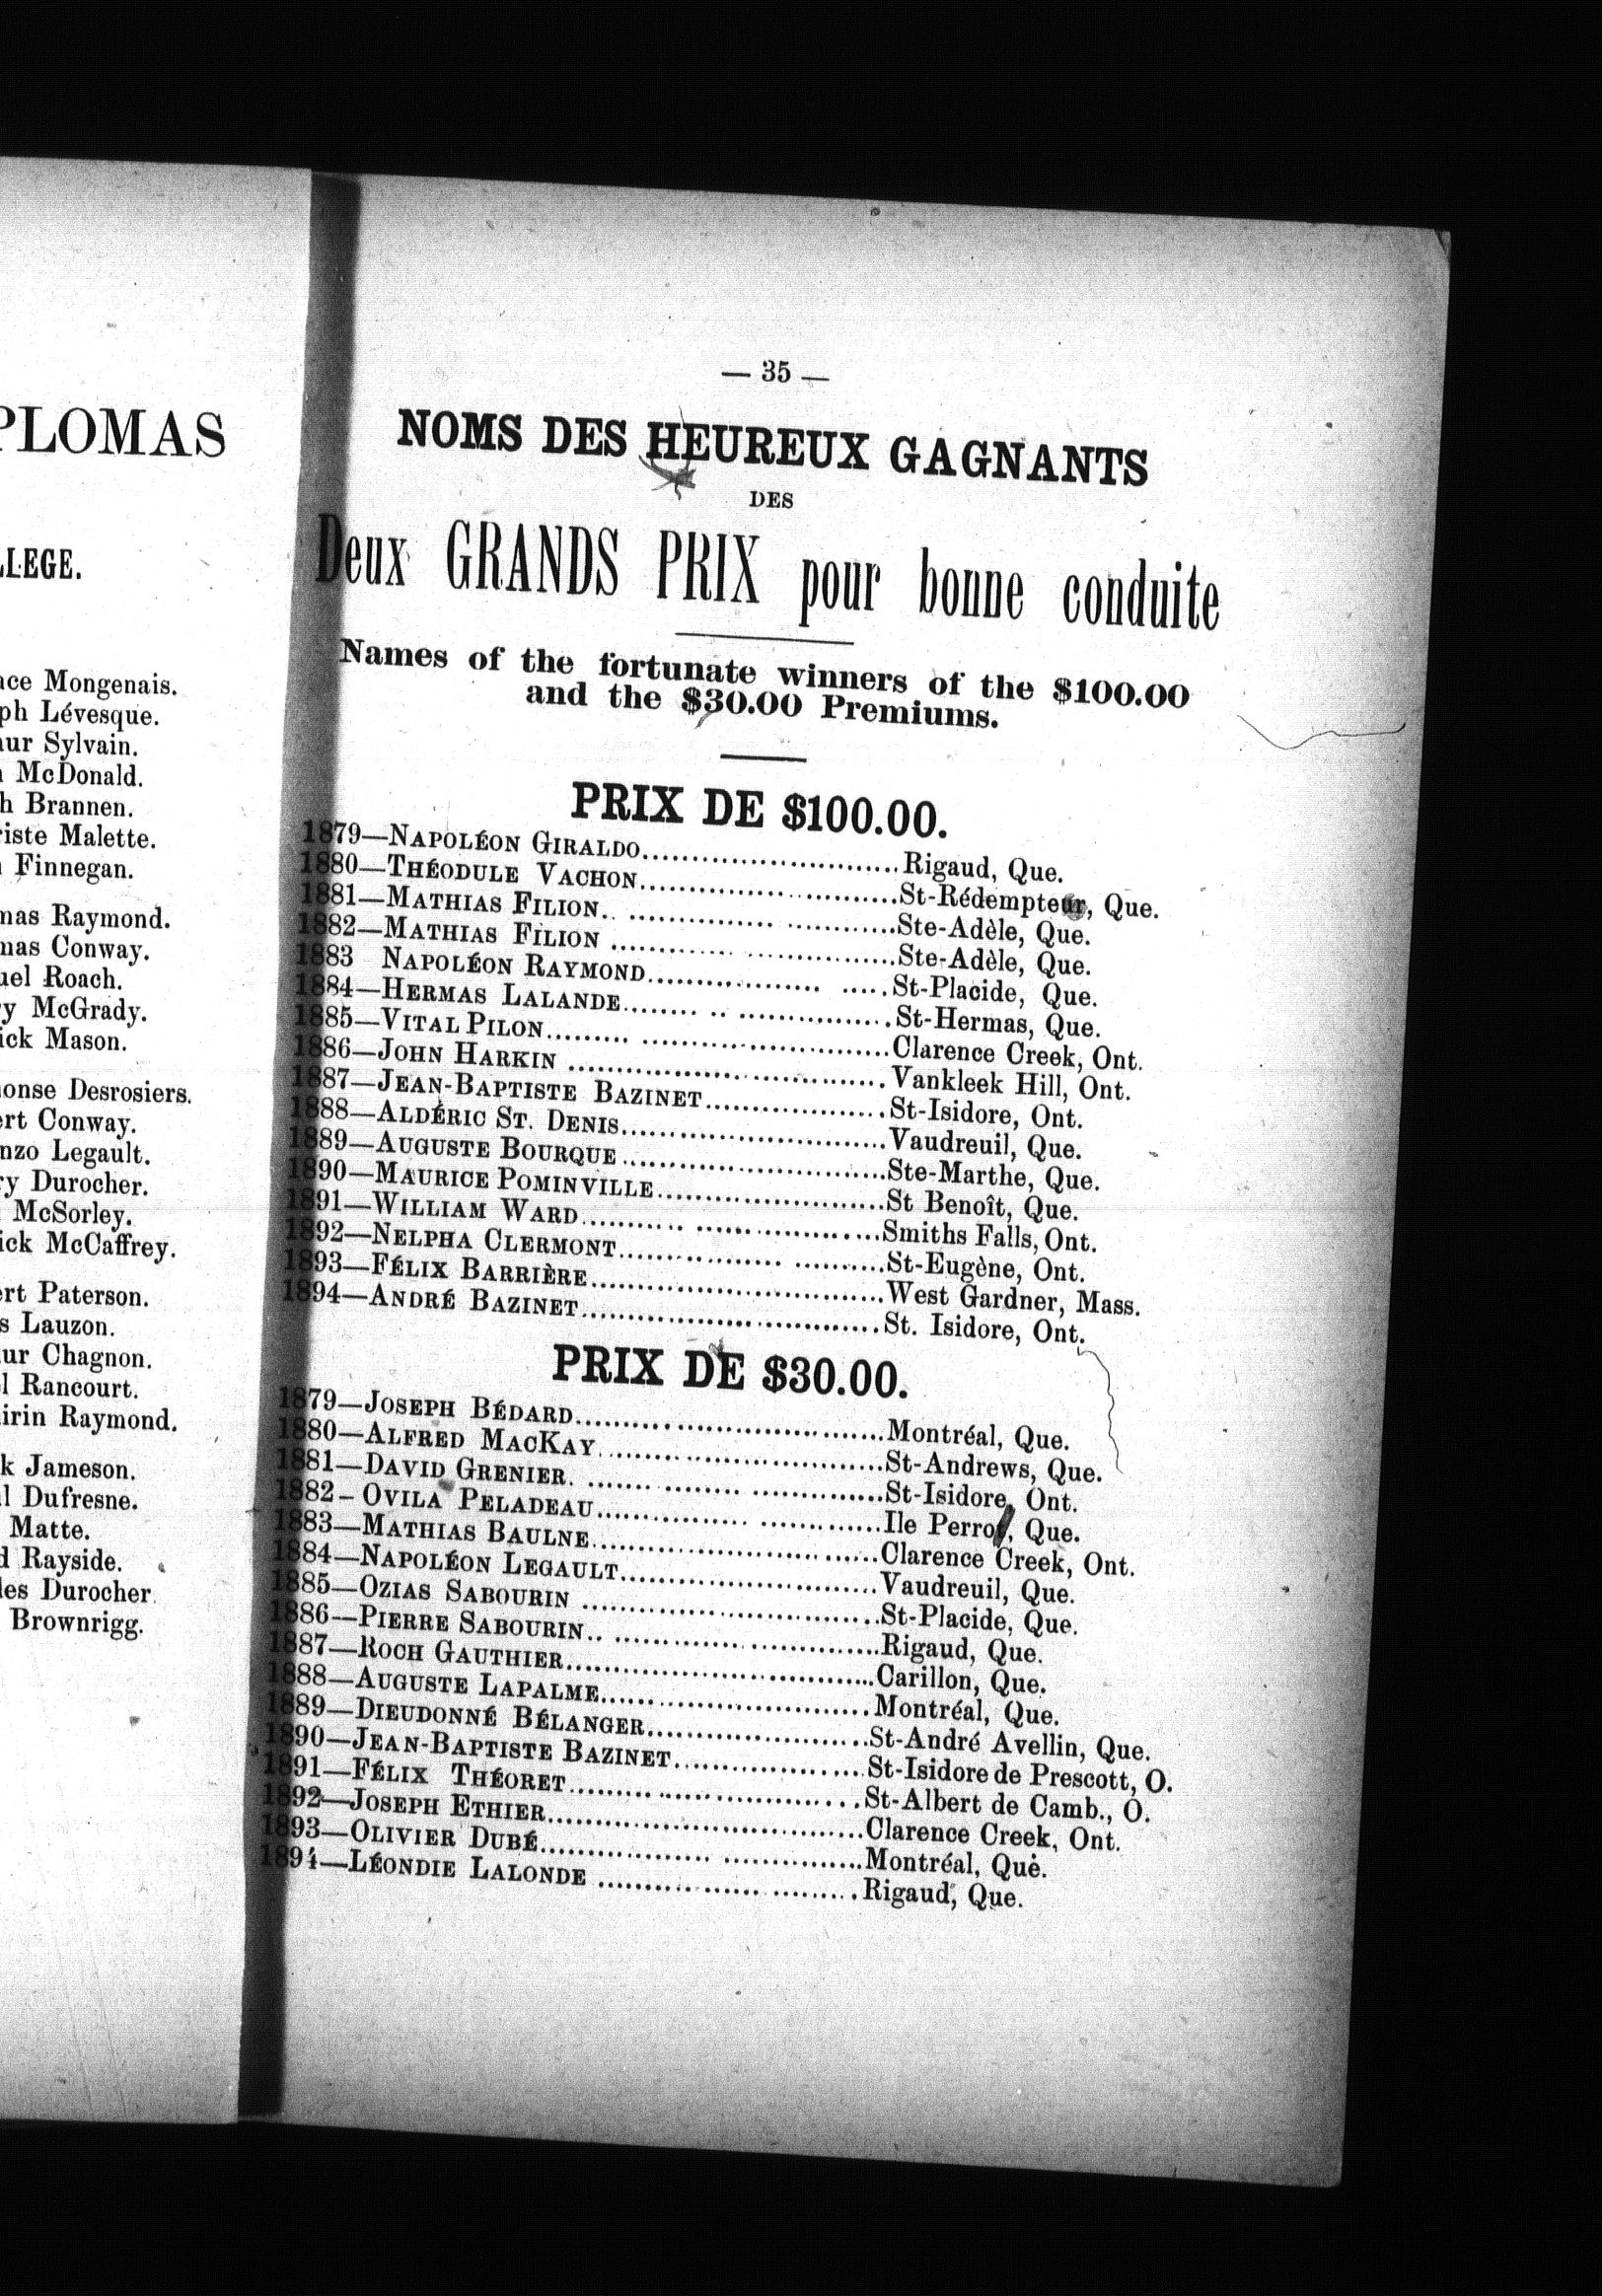 PLOMAS
LLEGE.
ace Mongenais.
ph Lévesque.
ur Sylvain.
McDonald.
h Brannen.
riste Malette.
Finnegan.
mas Raymond.
mas Conway.
uel Roach.
y McGrady.
ick Mason.
onse Desrosiers.
ert Conway.
nzo Legault.
ry Durocher.
McSorley.
ick McCaffrey.
ert Paterson.
s Lauzon.
ur Chagnon.
l Rancourt.
irin Raymond.
k Jameson.
l Dufresne.
Matte.
d Rayside.
les Durocher.
Brownrigg.
— 35 —
NOMS DES HEUREUX GAGNANTS
DES
Deux GRANDS PRIX pour bonne conduite
Names of the fortunate winners of the $100.00
and the $30.00 Premiums.
PRIX DE $100.00.
1879—NAPOLÉON GIRALDO..............................Rigaud, Que.
1880—THÉODULE VACHON..............................St-Rédempteur, Que.
1881—MATHIAS FILION..............................Ste-Adèle, Que.
1882—MATHIAS FILION..............................Ste-Adèle, Que.
1883 NAPOLÉON RAYMOND..............................St-Placide, Que.
1884—HERMAS LALANDE..............................St-Hermas, Que.
1885—VITAL PILON..............................Clarence Creek, Ont.
1886—JOHN HARKIN..............................Vankleek Hill, Ont.
1887—JEAN-BAPTISTE BAZINET..............................St-Isidore, Ont.
1888—ALDÉRIC ST. DENIS..............................Vaudreuil, Que.
1889—AUGUSTE BOURQUE..............................Ste-Marthe, Que.
1890—MAURICE POMINVILLE..............................St Benoît, Que.
1891—WILLIAM WARD..............................Smiths Falls, Ont.
1892—NELPHA CLERMONT..............................St-Eugène, Ont.
1893—FÉLIX BARRIÈRE..............................West Gardner, Mass.
1894—ANDRÉ BAZINET..............................St. Isidore, Ont.
PRIX DE $30.00.
1879—JOSEPH BÉDARD..............................Montréal, Que.
1880—ALFRED MACKAY..............................St-Andrews, Que.
1881—DAVID GRENIER..............................St-Isidore, Ont.
1882-OVILA PELADEAU..............................Ile Perrot, Que.
1883—MATHIAS BAULNE..............................Clarence Creek, Ont.
1884—NAPOLÉON LEGAULT..............................Vaudreuil, Que.
1885—OZIAS SABOURIN..............................St-Placide, Que.
1886—PIERRE SABOURIN..............................Rigaud, Que.
1887—ROCH GAUTHIER..............................Carillon, Que.
1888—AUGUSTE LAPALME..............................Montréal, Que.
1889—DIEUDONNÉ BÉLANGER..............................St-André Avellin, Que.
1890—JEAN-BAPTISTE BAZINET..............................St-Isidore de Prescott, O.
1891—FÉLIX THÉORET..............................St-Albert de Camb., O.
1892—JOSEPH ETHIER..............................Clarence Creek, Ont.
1893—OLIVIER DUBÉ..............................Montréal, Que.
1894—LÉONDIE LALONDE..............................Rigaud, Que.